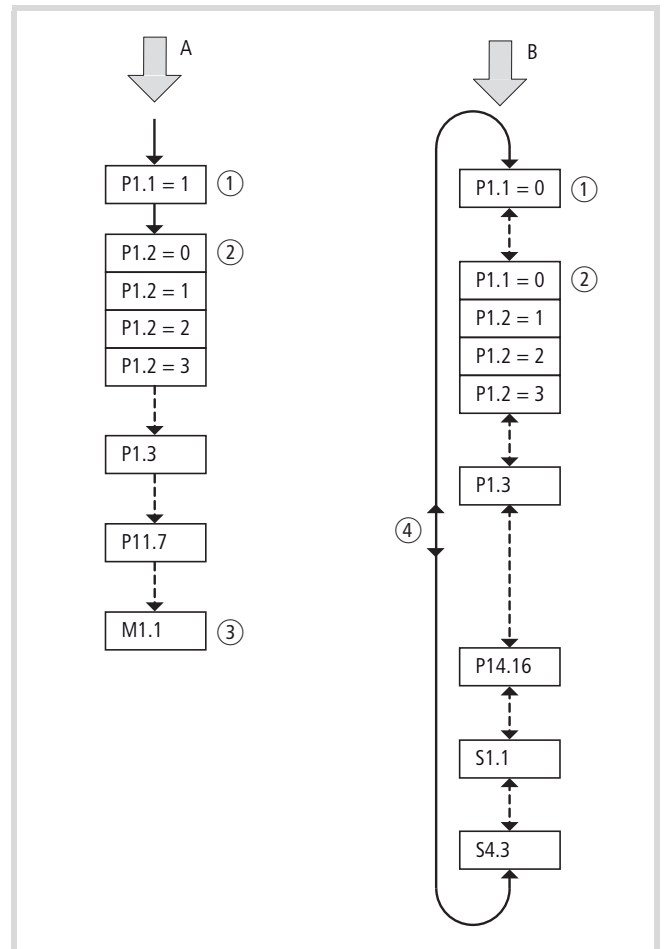 A
P1.1 = 1 ①
P1.2 = 0 ②
P1.2 = 1
P1.2 = 2
P1.2 = 3
P1.3
P11.7
M1.1 ③
B
P1.1 = 0 ①
P1.1 = 0 ②
P1.2 = 1
P1.2 = 2
P1.2 = 3
P1.3
④
P14.16
S1.1
S4.3